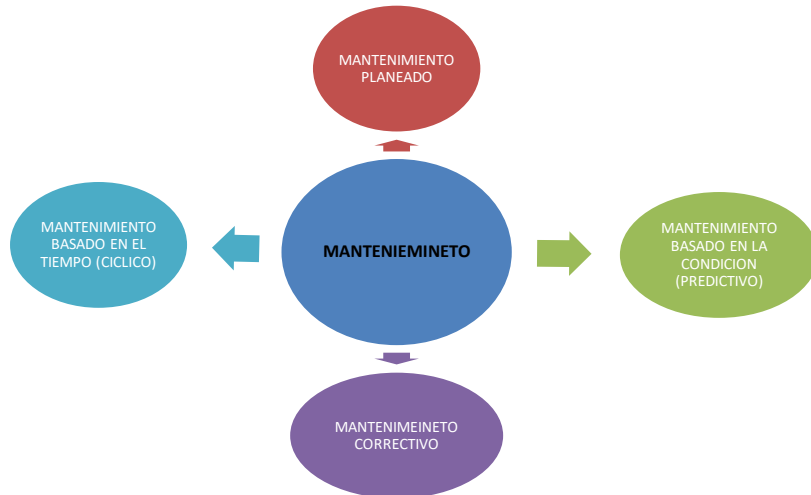 MANTENIMIENTO
PLANEADO
MANTENIMIENTO
BASADO EN EL
TIEMPO (CICLICO)
MANTENIEMINETO
MANTENIMIENTO
BASADO EN LA
CONDICION
(PREDICTIVO)
MANTENIMEINETO
CORRECTIVO